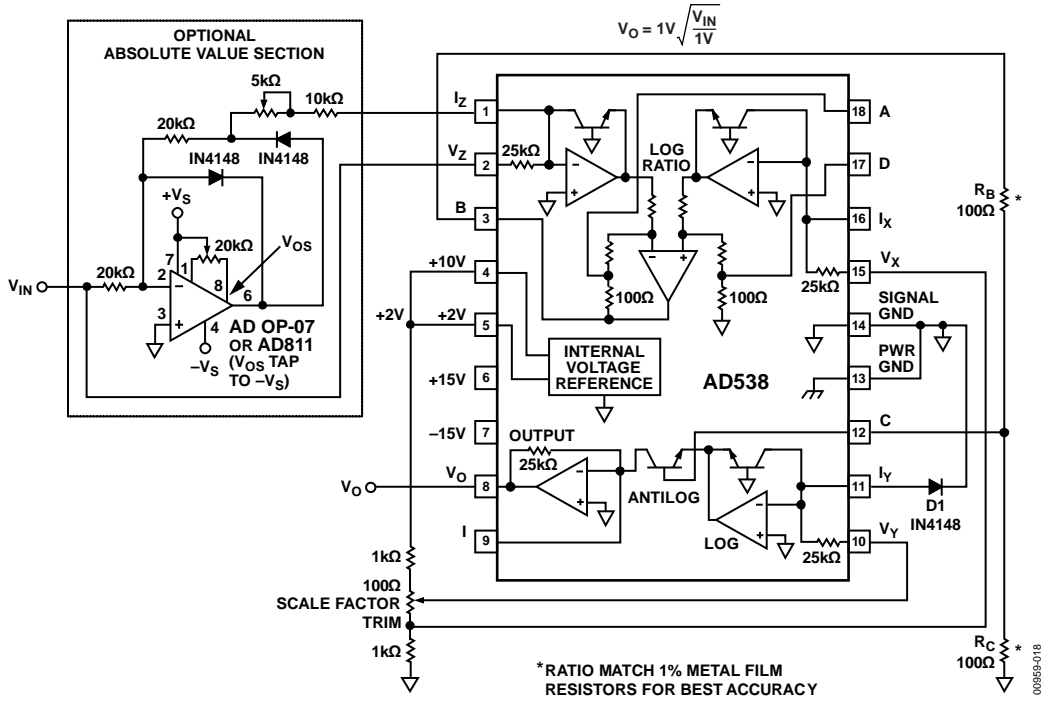 V_O = 1V √(V_IN / 1V)
OPTIONAL
ABSOLUTE VALUE SECTION
5kΩ
10kΩ
20kΩ
IN4148
IN4148
+V_S
20kΩ
V_OS
V_IN
20kΩ
7
1
2
8
6
3
4
−
+
–V_S
AD OP-07
OR AD811
(V_OS TAP
TO –V_S)
I_Z
1
V_Z
2
B
3
+10V
4
+2V
+2V
5
+15V
6
–15V
7
V_O
V_O
8
I
9
25kΩ
−
+
LOG
RATIO
−
+
−
+
100Ω
100Ω
25kΩ
INTERNAL
VOLTAGE
REFERENCE
AD538
OUTPUT
25kΩ
−
+
ANTILOG
LOG
−
+
25kΩ
18
A
17
D
16
I_X
15
V_X
14
SIGNAL
GND
13
PWR
GND
12
C
11
I_Y
10
V_Y
D1
IN4148
R_B
100Ω
*
R_C
100Ω
*
1kΩ
100Ω
SCALE FACTOR
TRIM
1kΩ
*RATIO MATCH 1% METAL FILM
RESISTORS FOR BEST ACCURACY
00959-018